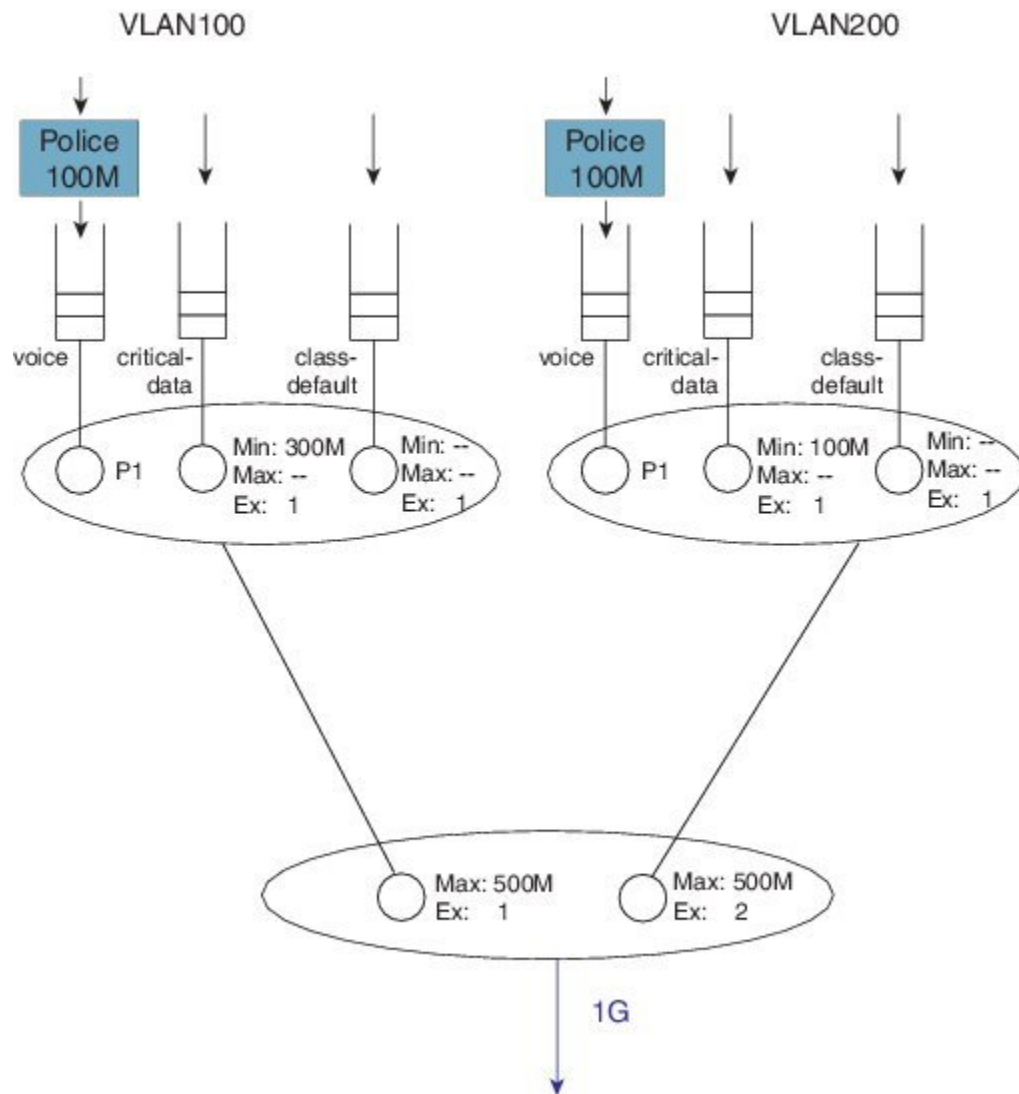 VLAN100
VLAN200
Police
100M
Police
100M
voice
critical-
data
class-
default
voice
critical-
data
class-
default
P1
Min: 300M
Max: --
Ex: 1
Min: --
Max: --
Ex: 1
P1
Min: 100M
Max: --
Ex: 1
Min: --
Max: --
Ex: 1
Max: 500M
Ex: 1
Max: 500M
Ex: 2
1G